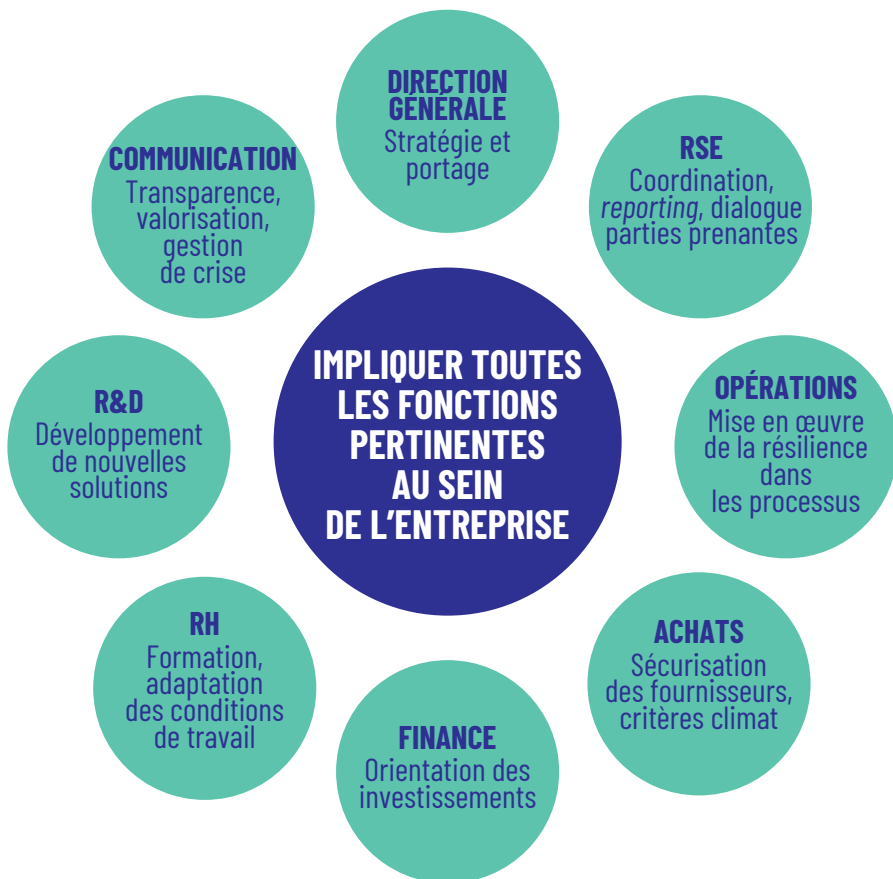 DIRECTION
GÉNÉRALE
Stratégie et
portage
RSE
Coordination,
reporting, dialogue
parties prenantes
OPÉRATIONS
Mise en œuvre
de la résilience
dans
les processus
ACHATS
Sécurisation
des fournisseurs,
critères climat
FINANCE
Orientation des
investissements
RH
Formation,
adaptation
des conditions
de travail
R&D
Développement
de nouvelles
solutions
COMMUNICATION
Transparence,
valorisation,
gestion
de crise
IMPLIQUER TOUTES
LES FONCTIONS
PERTINENTES
AU SEIN
DE L’ENTREPRISE